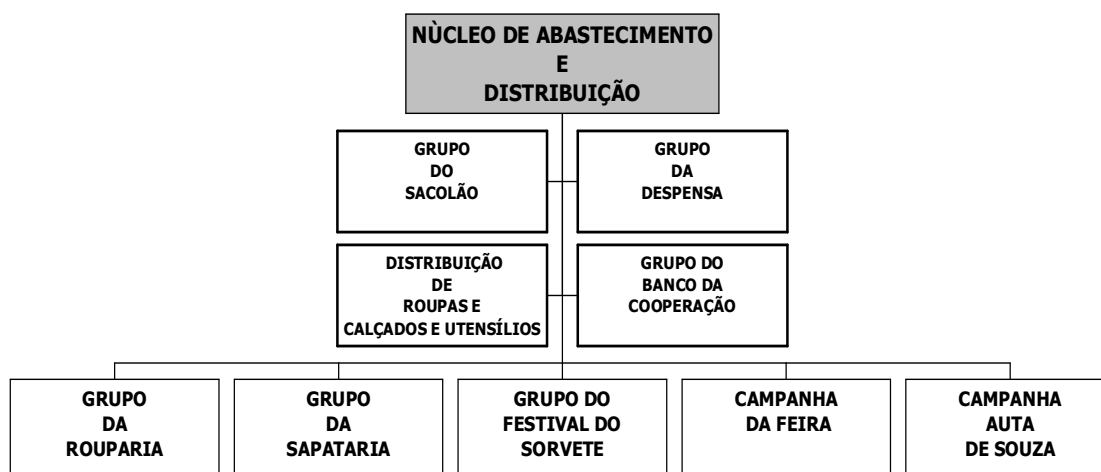 NÙCLEO DE ABASTECIMENTO
E
DISTRIBUIÇÃO
GRUPO
DO
SACOLÃO
GRUPO
DA
DESPENSA
DISTRIBUIÇÃO
DE
ROUPAS E
CALÇADOS E UTENSÍLIOS
GRUPO DO
BANCO DA
COOPERAÇÃO
GRUPO
DA
ROUPARIA
GRUPO
DA
SAPATARIA
GRUPO DO
FESTIVAL DO
SORVETE
CAMPANHA
DA FEIRA
CAMPANHA
AUTA
DE SOUZA